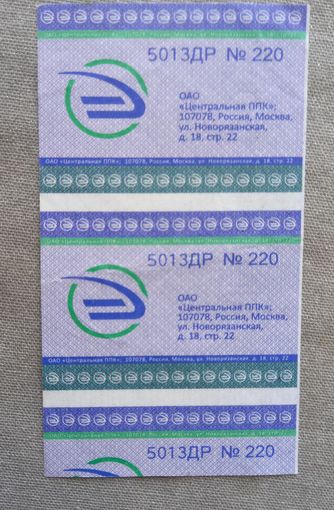 5013ДР № 220
ОАО
«Центральная ППК»;
107078, Россия, Москва,
ул. Новорязанская,
д. 18, стр. 22
ОАО «Центральная ППК»; 107078, Россия, Москва, ул. Новорязанская, д. 18, стр. 22
5013ДР № 220
ОАО
«Центральная ППК»;
107078, Россия, Москва,
ул. Новорязанская,
д. 18, стр. 22
ОАО «Центральная ППК»; 107078, Россия, Москва, ул. Новорязанская, д. 18, стр. 22
5013ДР № 220